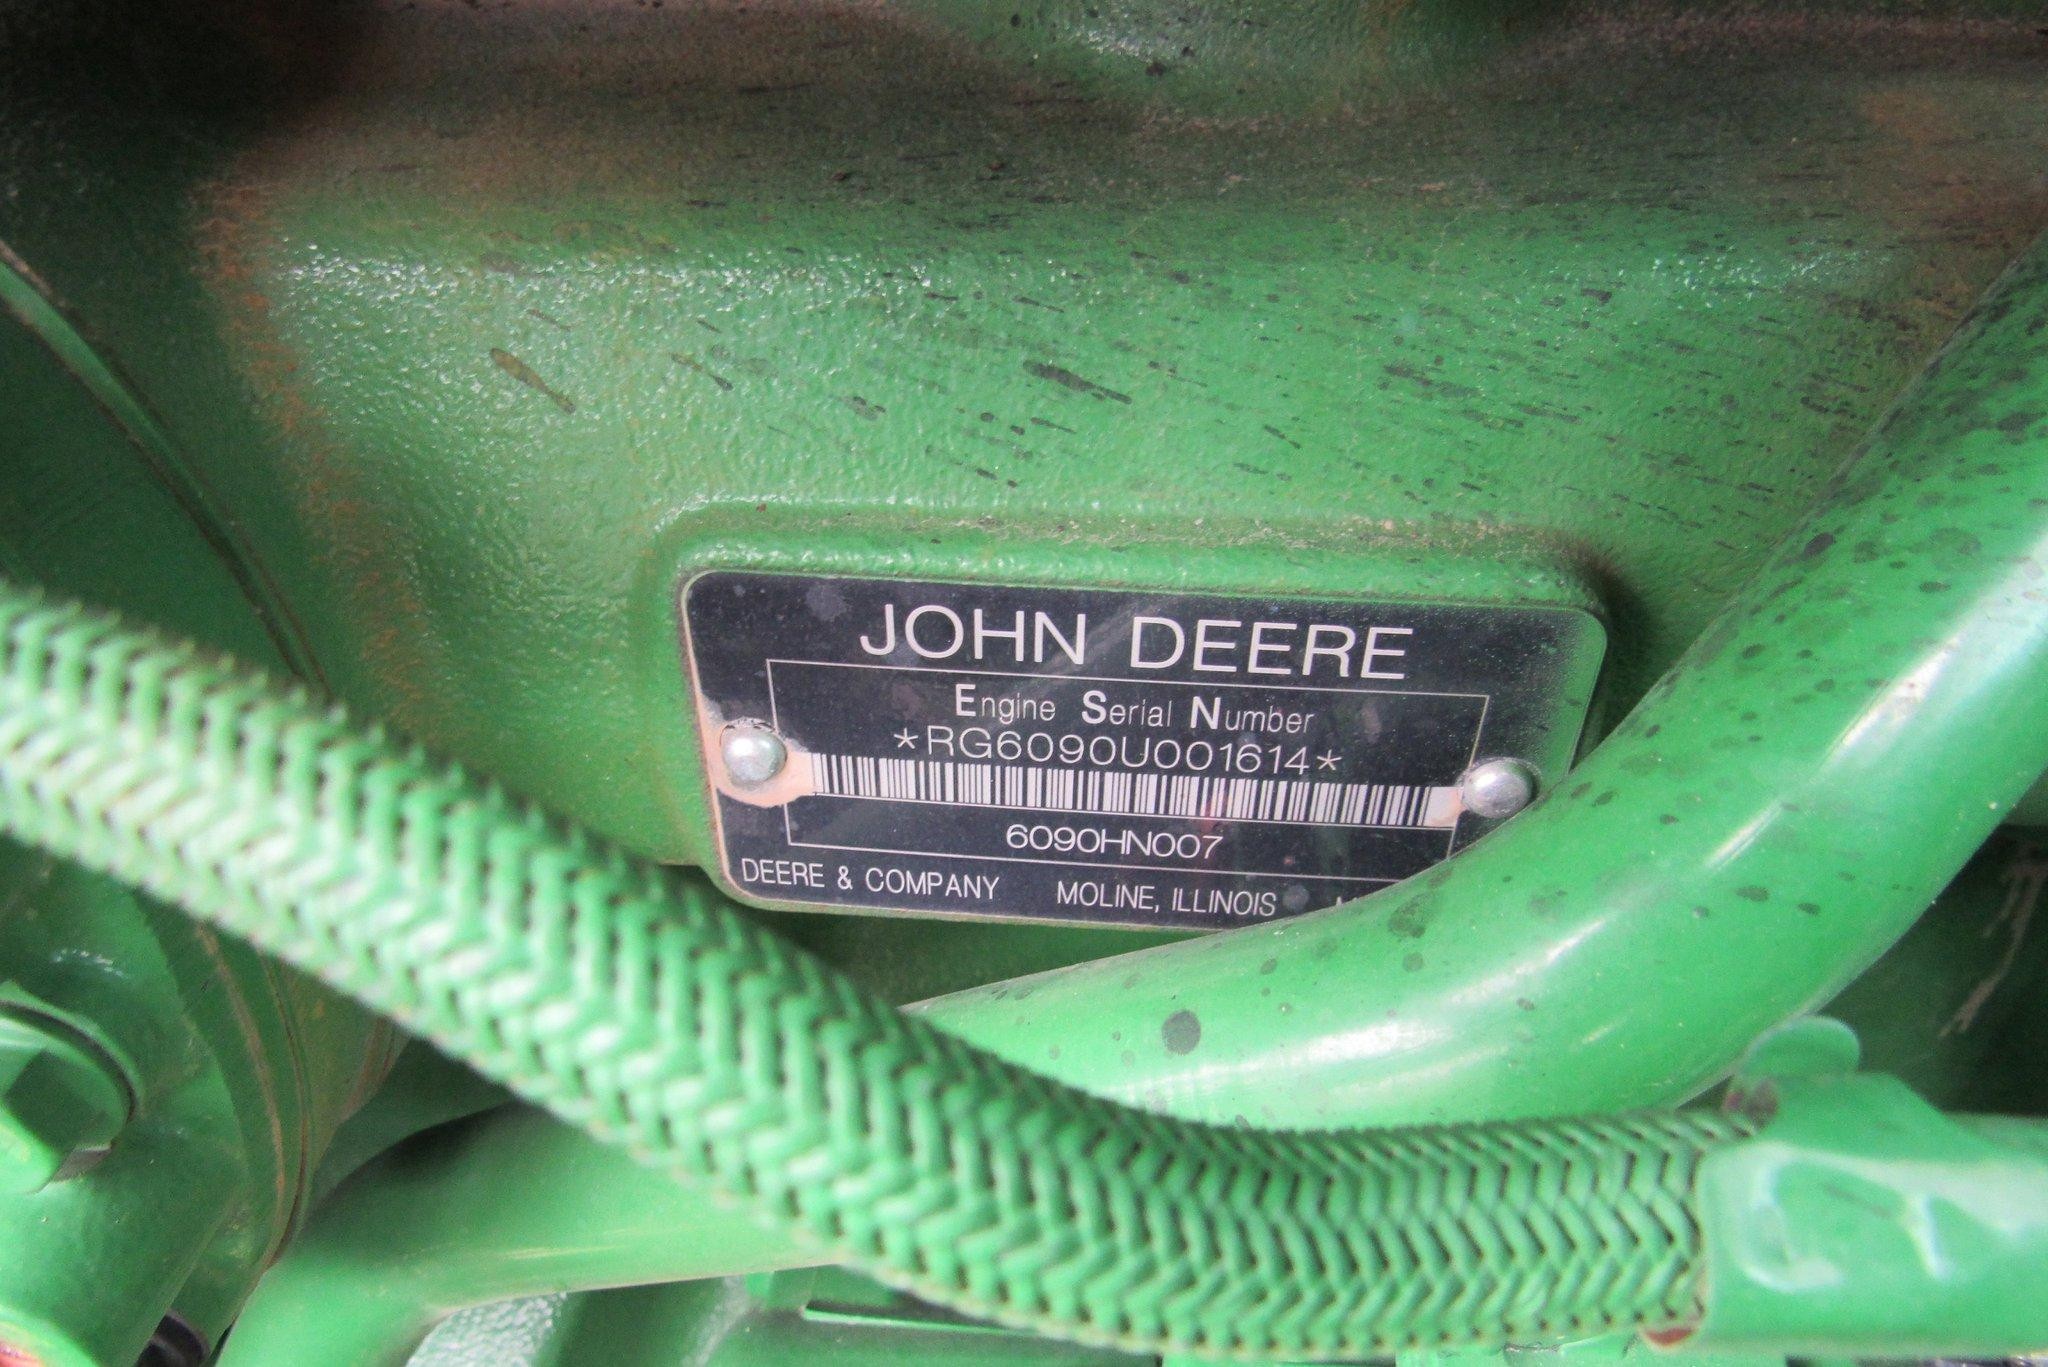 JOHN DEERE
Engine Serial Number
*RG6090U001614*
6090HN007
DEERE & COMPANY MOLINE, ILLINOIS